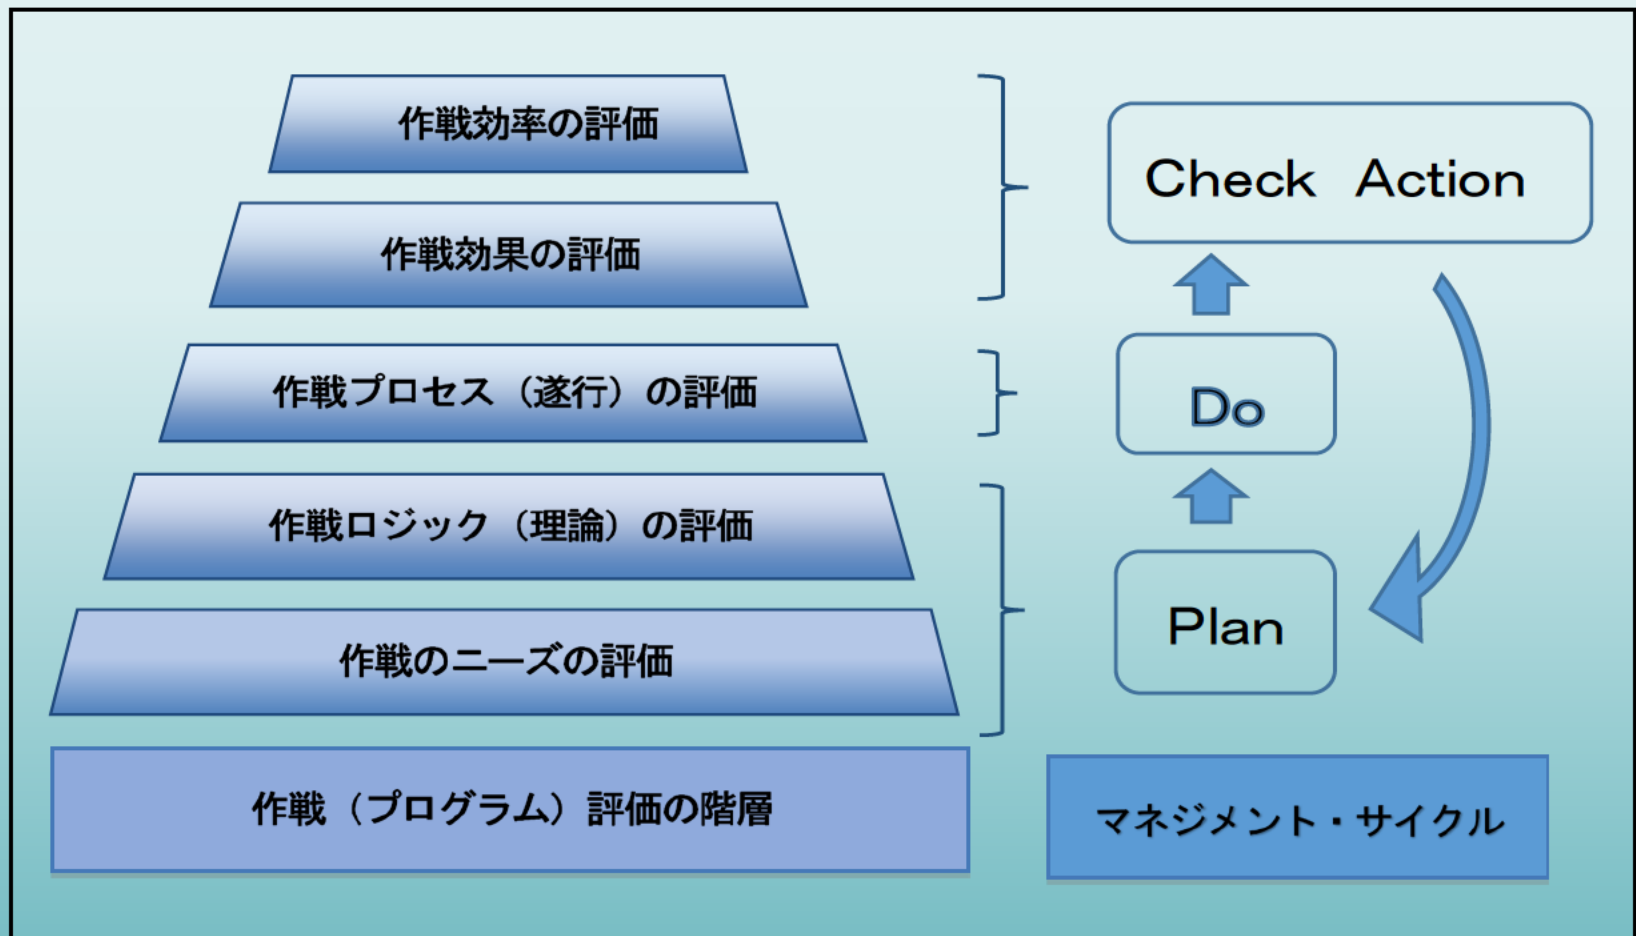 作戦効率の評価
作戦効果の評価
作戦プロセス（遂行）の評価
作戦ロジック（理論）の評価
作戦のニーズの評価
作戦（プログラム）評価の階層
Check Action
Do
Plan
マネジメント・サイクル